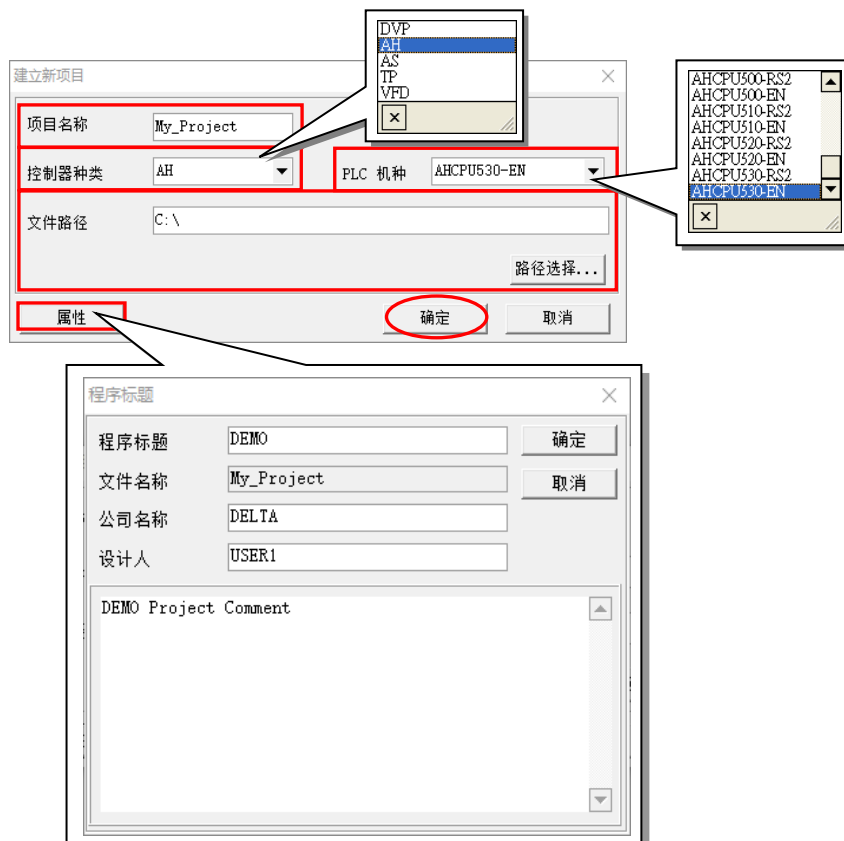 DVP
AH
AS
TP
VFD
建立新项目
项目名称 My_Project
控制器种类 AH PLC 机种 AHCPU530-EN
文件路径 C:\
路径选择...
属性 确定 取消
AHCPU500-RS2
AHCPU500-EN
AHCPU510-RS2
AHCPU510-EN
AHCPU520-RS2
AHCPU520-EN
AHCPU530-RS2
AHCPU530-EN
程序标题
程序标题 DEMO 确定
文件名称 My_Project 取消
公司名称 DELTA
设计人 USER1
DEMO Project Comment